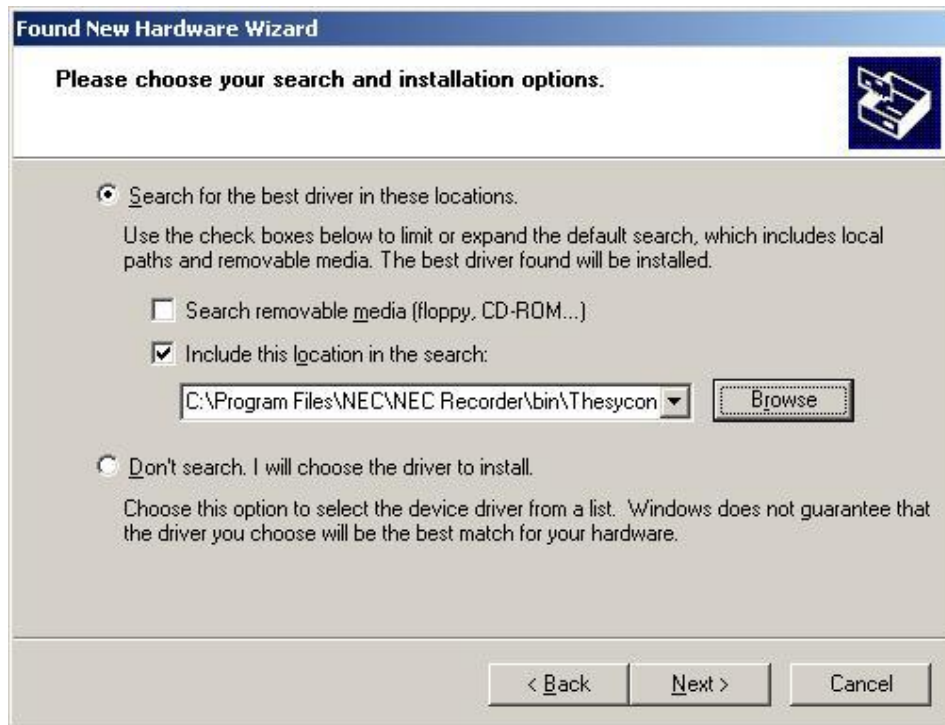 Found New Hardware Wizard
Please choose your search and installation options.
Search for the best driver in these locations.
Use the check boxes below to limit or expand the default search, which includes local
paths and removable media. The best driver found will be installed.
Search removable media (floppy, CD-ROM...)
Include this location in the search:
C:\Program Files\NEC\NEC Recorder\bin\Thesycon
Browse
Don't search. I will choose the driver to install.
Choose this option to select the device driver from a list.  Windows does not guarantee that
the driver you choose will be the best match for your hardware.
< Back
Next >
Cancel